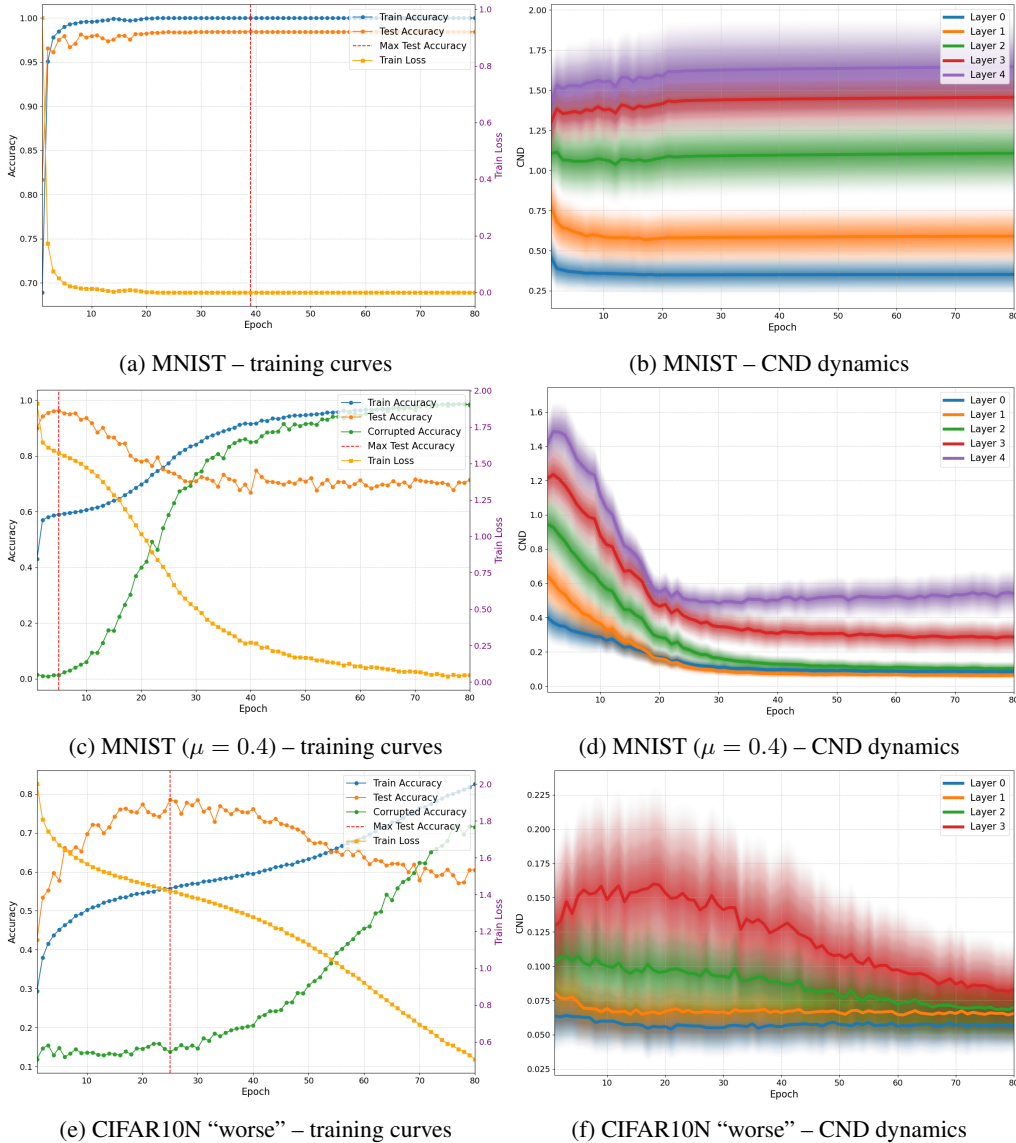 1.00
0.95
0.90
0.85
0.80
0.75
0.70
Accuracy
10 20 30 40 50 60 70 80
Epoch
1.0
0.8
0.6
0.4
0.2
0.0
Train Loss
Train Accuracy
Test Accuracy
Max Test Accuracy
Train Loss
2.00
1.75
1.50
1.25
1.00
0.75
0.50
0.25
CND
10 20 30 40 50 60 70 80
Epoch
Layer 0
Layer 1
Layer 2
Layer 3
Layer 4
(a) MNIST – training curves
(b) MNIST – CND dynamics
1.0
0.8
0.6
0.4
0.2
0.0
Accuracy
10 20 30 40 50 60 70 80
Epoch
2.00
1.75
1.50
1.25
1.00
0.75
0.50
0.25
0.00
Train Loss
Train Accuracy
Test Accuracy
Corrupted Accuracy
Max Test Accuracy
Train Loss
1.6
1.4
1.2
1.0
0.8
0.6
0.4
0.2
0.0
CND
10 20 30 40 50 60 70 80
Epoch
Layer 0
Layer 1
Layer 2
Layer 3
Layer 4
(c) MNIST (μ = 0.4) – training curves
(d) MNIST (μ = 0.4) – CND dynamics
0.8
0.7
0.6
0.5
0.4
0.3
0.2
0.1
Accuracy
10 20 30 40 50 60 70 80
Epoch
2.0
1.8
1.6
1.4
1.2
1.0
0.8
0.6
Train Loss
Train Accuracy
Test Accuracy
Corrupted Accuracy
Max Test Accuracy
Train Loss
0.225
0.200
0.175
0.150
0.125
0.100
0.075
0.050
0.025
CND
10 20 30 40 50 60 70 80
Epoch
Layer 0
Layer 1
Layer 2
Layer 3
(e) CIFAR10N “worse” – training curves
(f) CIFAR10N “worse” – CND dynamics